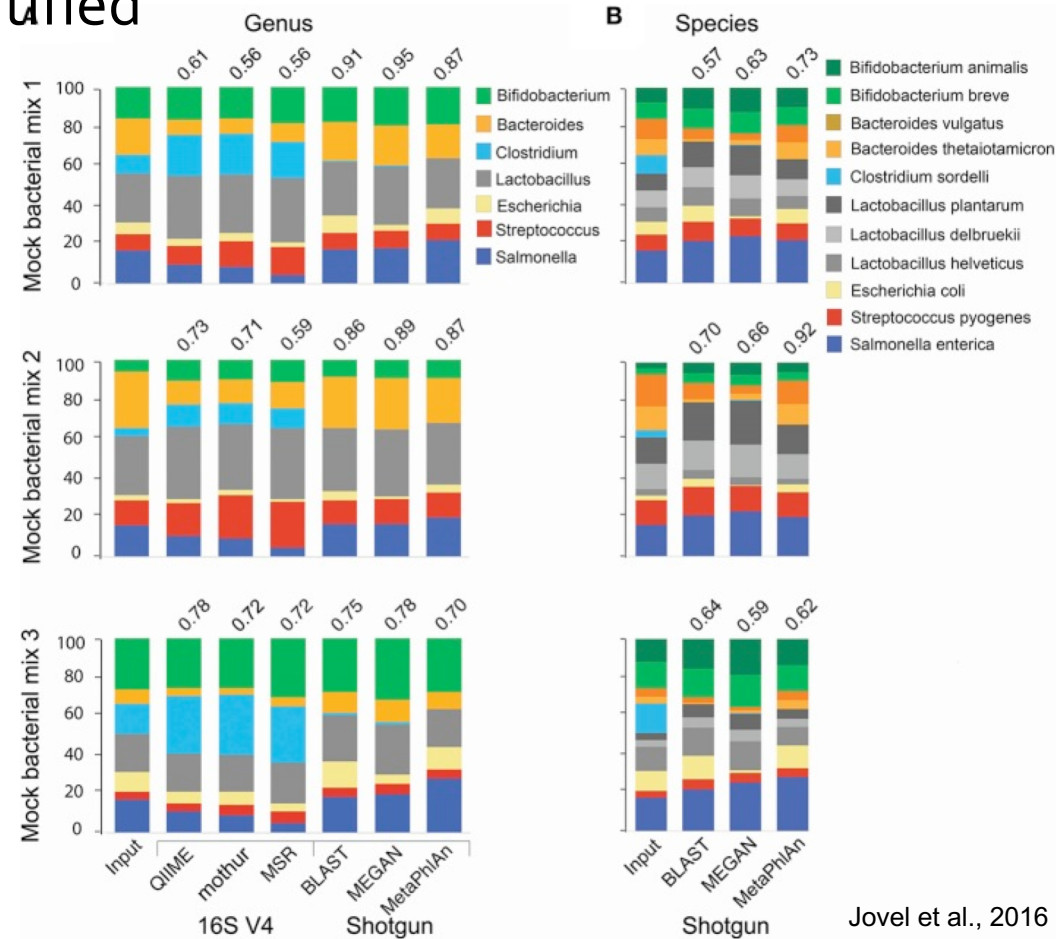 ufied
A
Genus
B
Species
Mock bacterial mix 1
0.61 0.56 0.56 0.91 0.95 0.87
100
80
60
40
20
0
Bifidobacterium
Bacteroides
Clostridium
Lactobacillus
Escherichia
Streptococcus
Salmonella
0.57 0.63 0.73
Bifidobacterium animalis
Bifidobacterium breve
Bacteroides vulgatus
Bacteroides thetaiotamicron
Clostridium sordelli
Lactobacillus plantarum
Lactobacillus delbruekii
Lactobacillus helveticus
Escherichia coli
Streptococcus pyogenes
Salmonella enterica
Mock bacterial mix 2
0.73 0.71 0.59 0.86 0.89 0.87
100
80
60
40
20
0
0.70 0.66 0.92
Mock bacterial mix 3
0.78 0.72 0.72 0.75 0.78 0.70
100
80
60
40
20
0
0.64 0.59 0.62
Input QIIME mothur MSR BLAST MEGAN MetaPhlAn
16S V4 Shotgun
Input BLAST MEGAN MetaPhlAn
Shotgun
Jovel et al., 2016